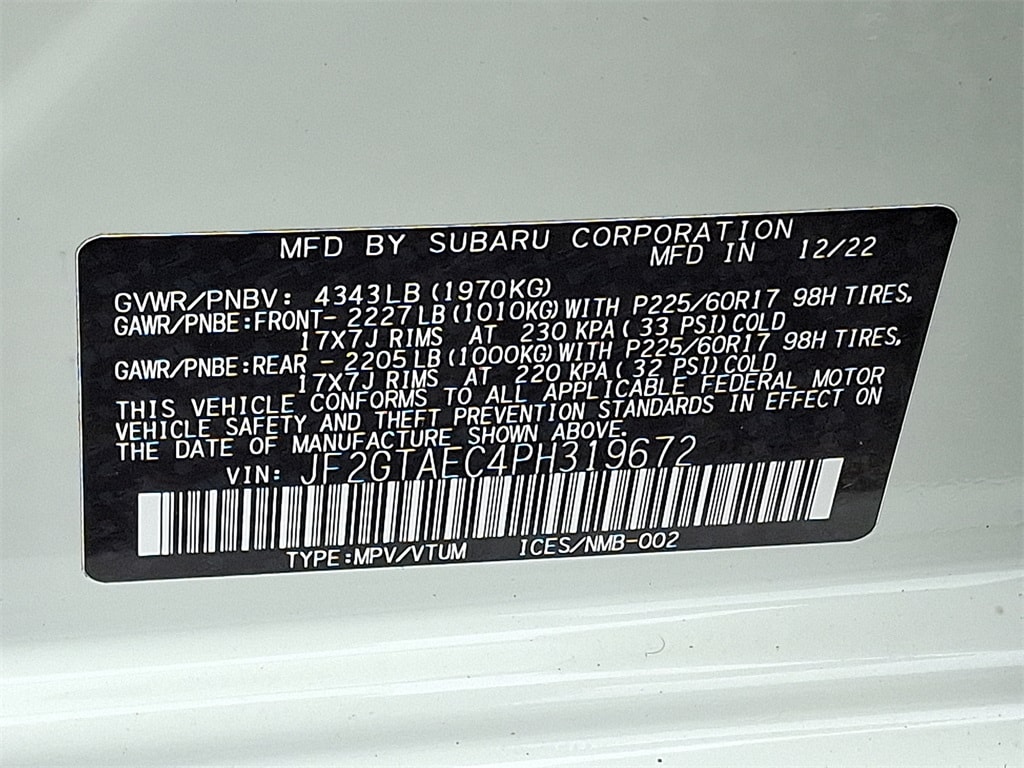 MFD BY SUBARU CORPORATION
MFD IN 12/22
GVWR/PNBV: 4343LB (1970KG)
GAWR/PNBE:FRONT- 2227LB (1010KG) WITH P225/60R17 98H TIRES,
17X7J RIMS AT 230 KPA ( 33 PSI) COLD
GAWR/PNBE:REAR - 2205LB (1000KG) WITH P225/60R17 98H TIRES,
17X7J RIMS AT 220 KPA ( 32 PSI) COLD
THIS VEHICLE CONFORMS TO ALL APPLICABLE FEDERAL MOTOR
VEHICLE SAFETY AND THEFT PREVENTION STANDARDS IN EFFECT ON
THE DATE OF MANUFACTURE SHOWN ABOVE.
VIN: JF2GTAEC4PH319672
TYPE:MPV/VTUM ICES/NMB-002